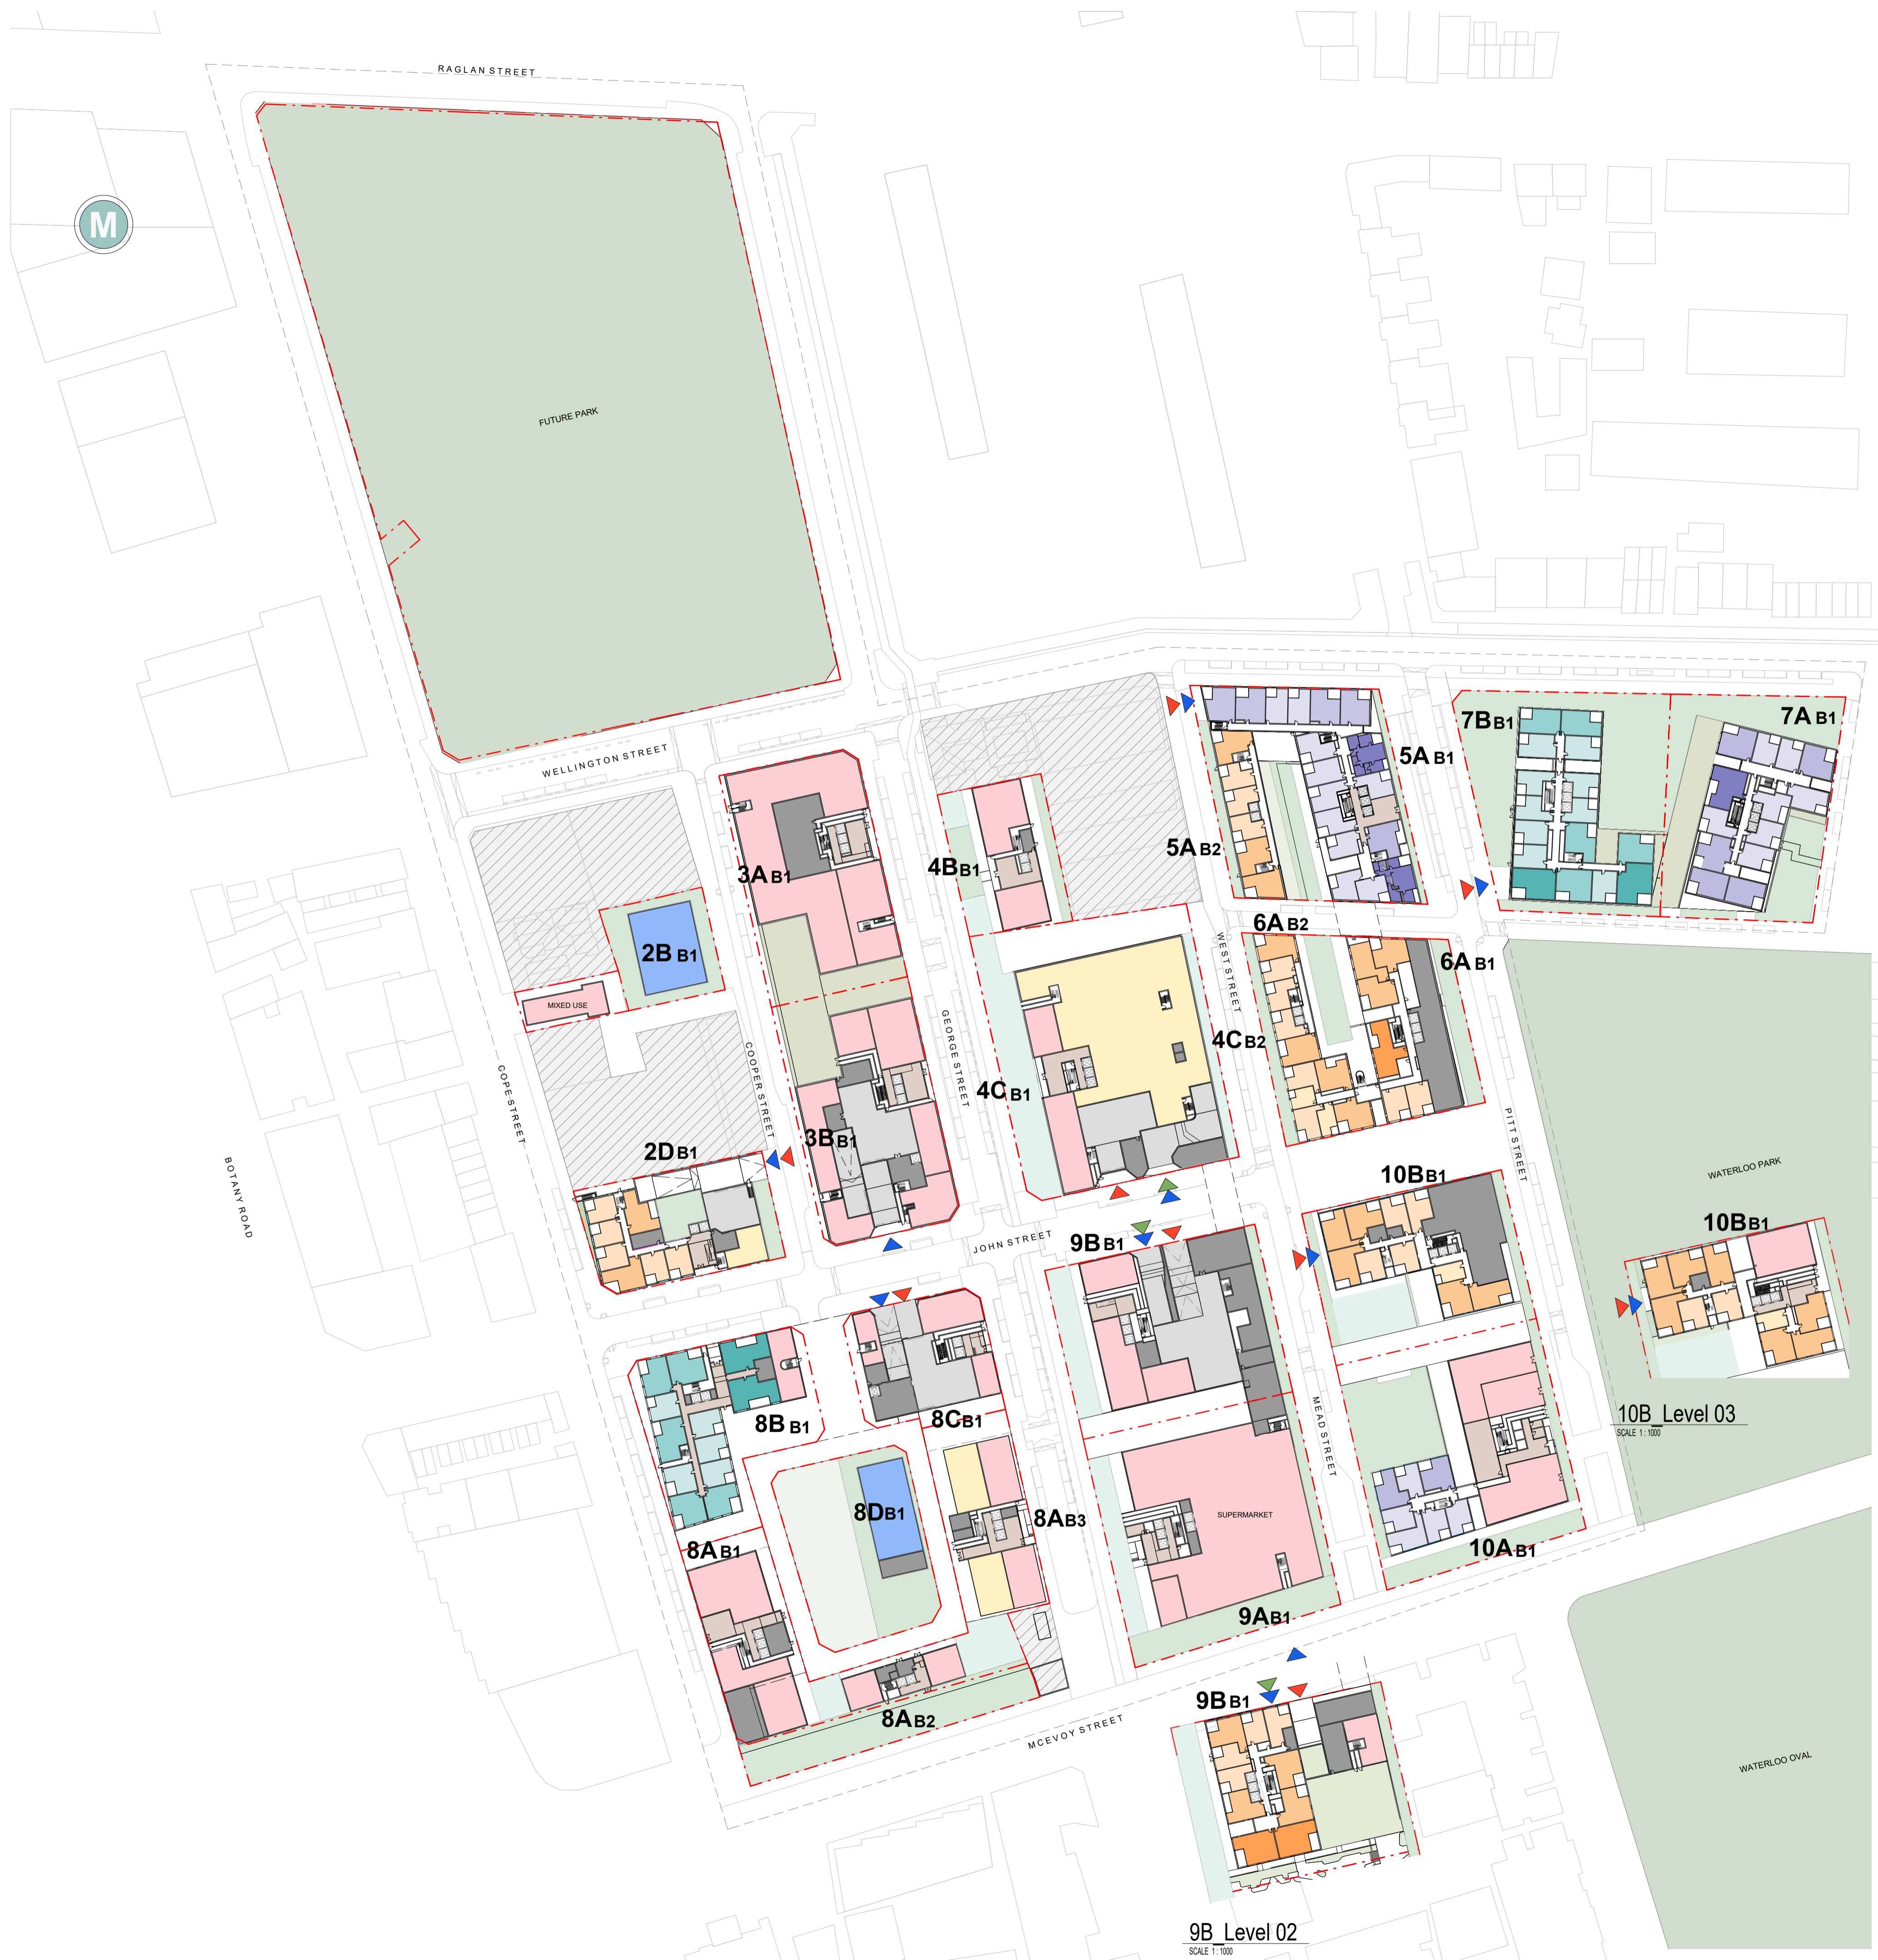 RAGLAN STREET
M
FUTURE PARK
WELLINGTON STREET
7B B1
7A B1
5A B1
5A B2
4B B1
3A B1
6A B2
6A B1
2B B1
MIXED USE
WEST STREET
GEORGE STREET
COOPER STREET
COPE STREET
4C B2
4C B1
3B B1
2D B1
PITT STREET
WATERLOO PARK
BOTANY ROAD
10B B1
10B B1
JOHN STREET
9B B1
MEAD STREET
10B_Level 03
SCALE 1 : 1000
8B B1
8C B1
8D B1
8A B3
SUPERMARKET
8A B1
10A B1
9A B1
8A B2
9B B1
MCEVOY STREET
WATERLOO OVAL
9B_Level 02
SCALE 1 : 1000